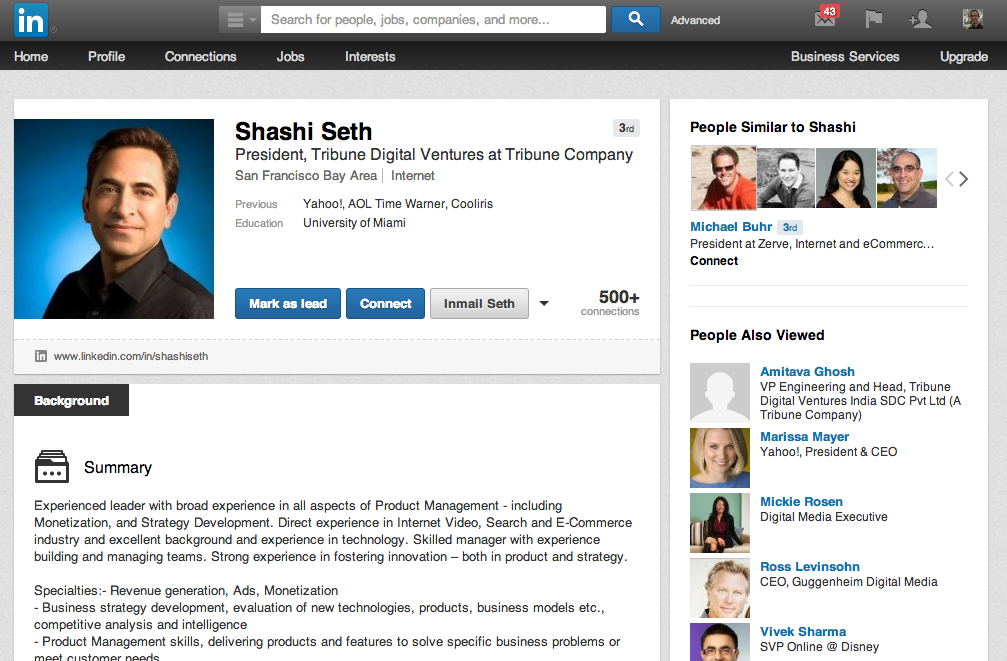 in
Search for people, jobs, companies, and more...
Advanced
43
Home
Profile
Connections
Jobs
Interests
Business Services
Upgrade
Shashi Seth
3rd
President, Tribune Digital Ventures at Tribune Company
San Francisco Bay Area | Internet
Previous Yahoo!, AOL Time Warner, Cooliris
Education University of Miami
Mark as lead
Connect
Inmail Seth
500+
connections
in www.linkedin.com/in/shashiseth
Background
Summary
Experienced leader with broad experience in all aspects of Product Management - including
Monetization, and Strategy Development. Direct experience in Internet Video, Search and E-Commerce
industry and excellent background and experience in technology. Skilled manager with experience
building and managing teams. Strong experience in fostering innovation – both in product and strategy.
Specialties:- Revenue generation, Ads, Monetization
- Business strategy development, evaluation of new technologies, products, business models etc.,
competitive analysis and intelligence
- Product Management skills, delivering products and features to solve specific business problems or
meet customer needs
People Similar to Shashi
Michael Buhr 3rd
President at Zerve, Internet and eCommerc...
Connect
People Also Viewed
Amitava Ghosh
VP Engineering and Head, Tribune
Digital Ventures India SDC Pvt Ltd (A
Tribune Company)
Marissa Mayer
Yahoo!, President & CEO
Mickie Rosen
Digital Media Executive
Ross Levinsohn
CEO, Guggenheim Digital Media
Vivek Sharma
SVP Online @ Disney